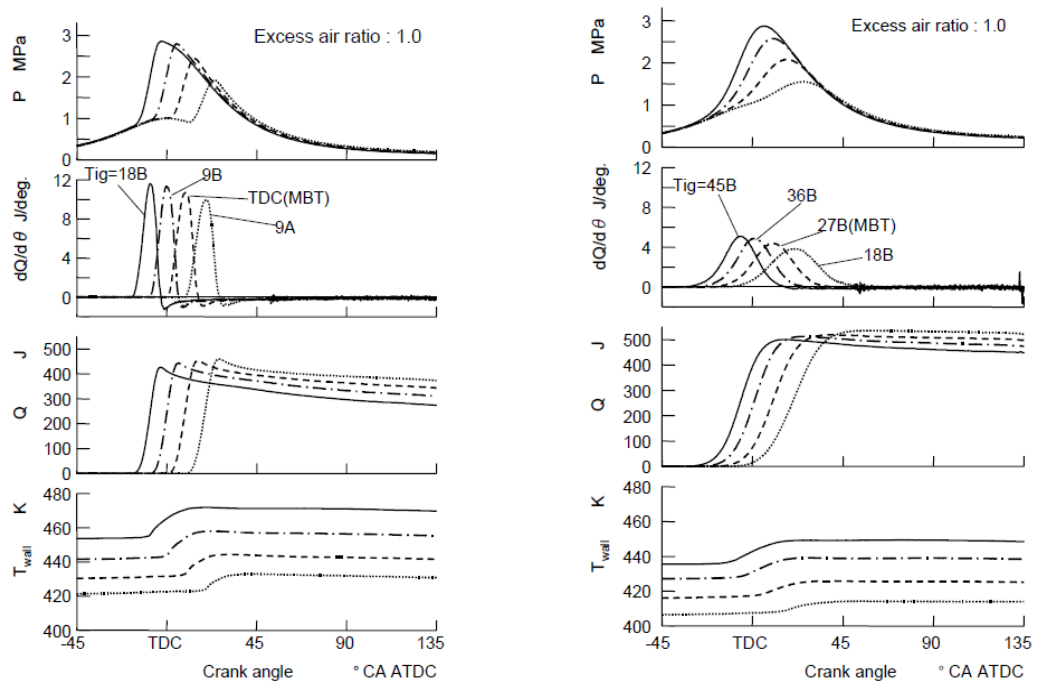 Excess air ratio : 1.0
P MPa
3
2
1
0
Tig=18B
9B
TDC(MBT)
9A
dQ/dθ J/deg.
12
8
4
0
Q J
500
400
300
200
100
0
T wall K
480
460
440
420
400
-45 TDC 45 90 135
Crank angle ° CA ATDC
Excess air ratio : 1.0
P MPa
3
2
1
0
Tig=45B
36B
27B(MBT)
18B
dQ/dθ J/deg.
12
8
4
0
Q J
500
400
300
200
100
0
T wall K
480
460
440
420
400
-45 TDC 45 90 135
Crank angle ° CA ATDC